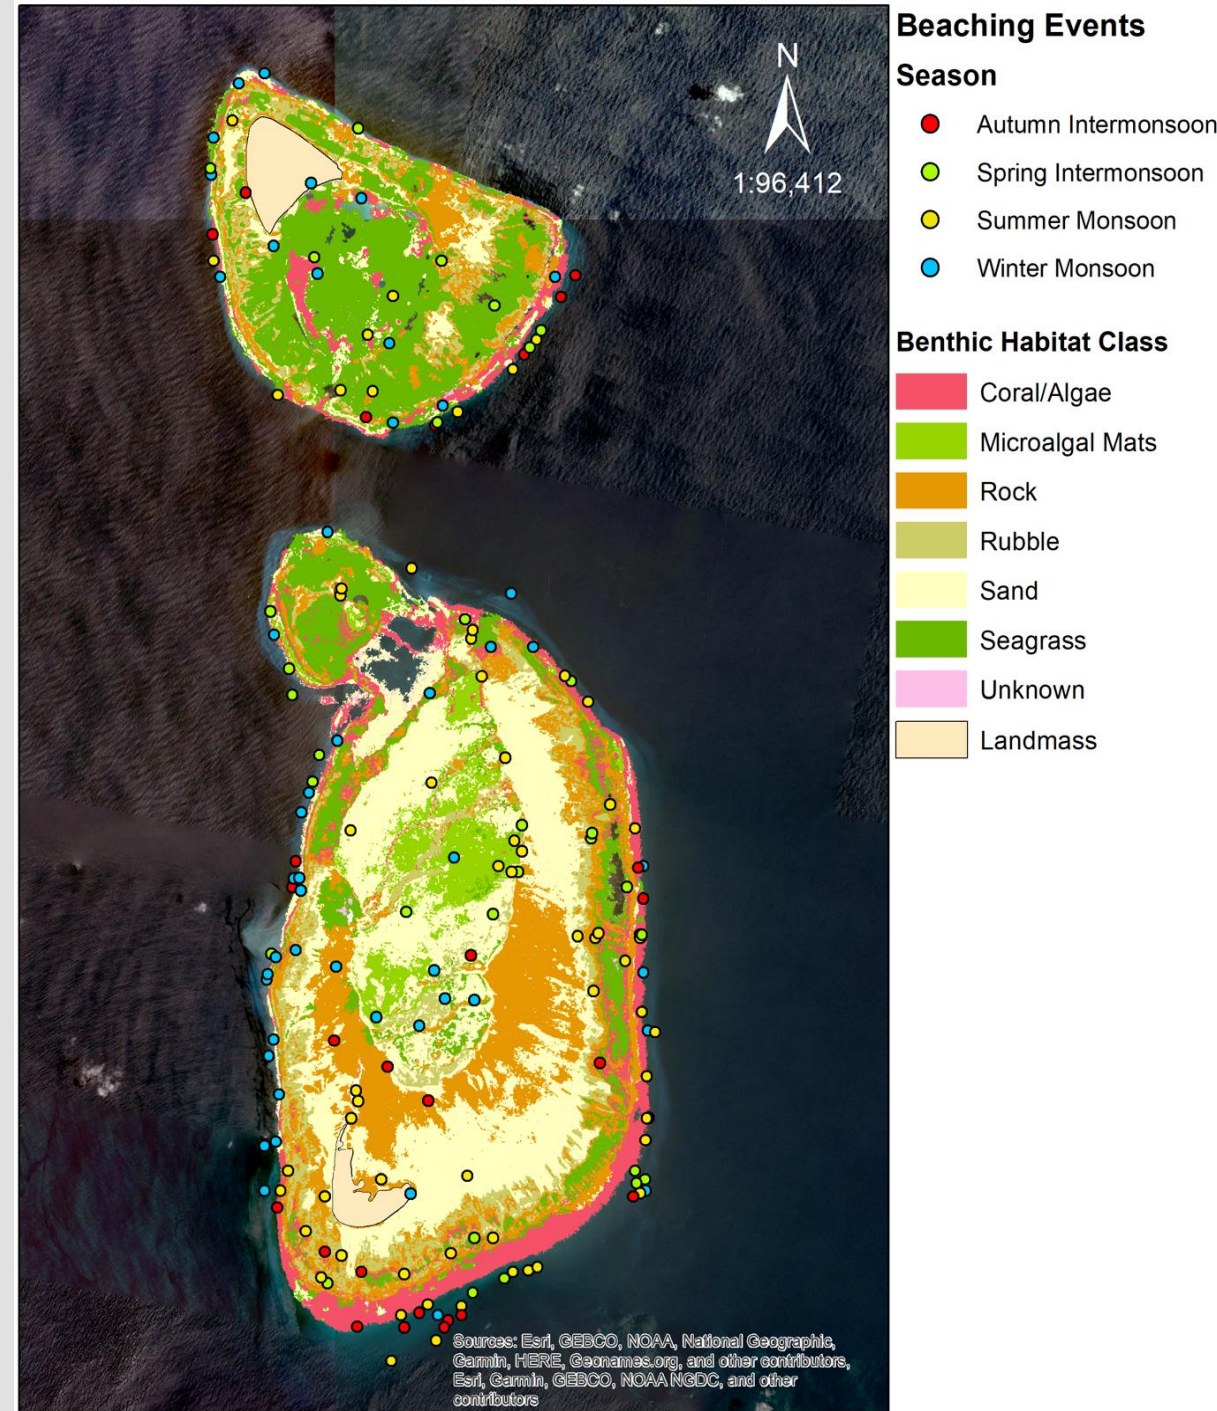 N
1:96,412
Beaching Events
Season
Autumn Intermonsoon
Spring Intermonsoon
Summer Monsoon
Winter Monsoon
Benthic Habitat Class
Coral/Algae
Microalgal Mats
Rock
Rubble
Sand
Seagrass
Unknown
Landmass
Sources: Esri, GEBCO, NOAA, National Geographic,
Garmin, HERE, Geonames.org, and other contributors,
Esri, Garmin, GEBCO, NOAA NGDC, and other
contributors